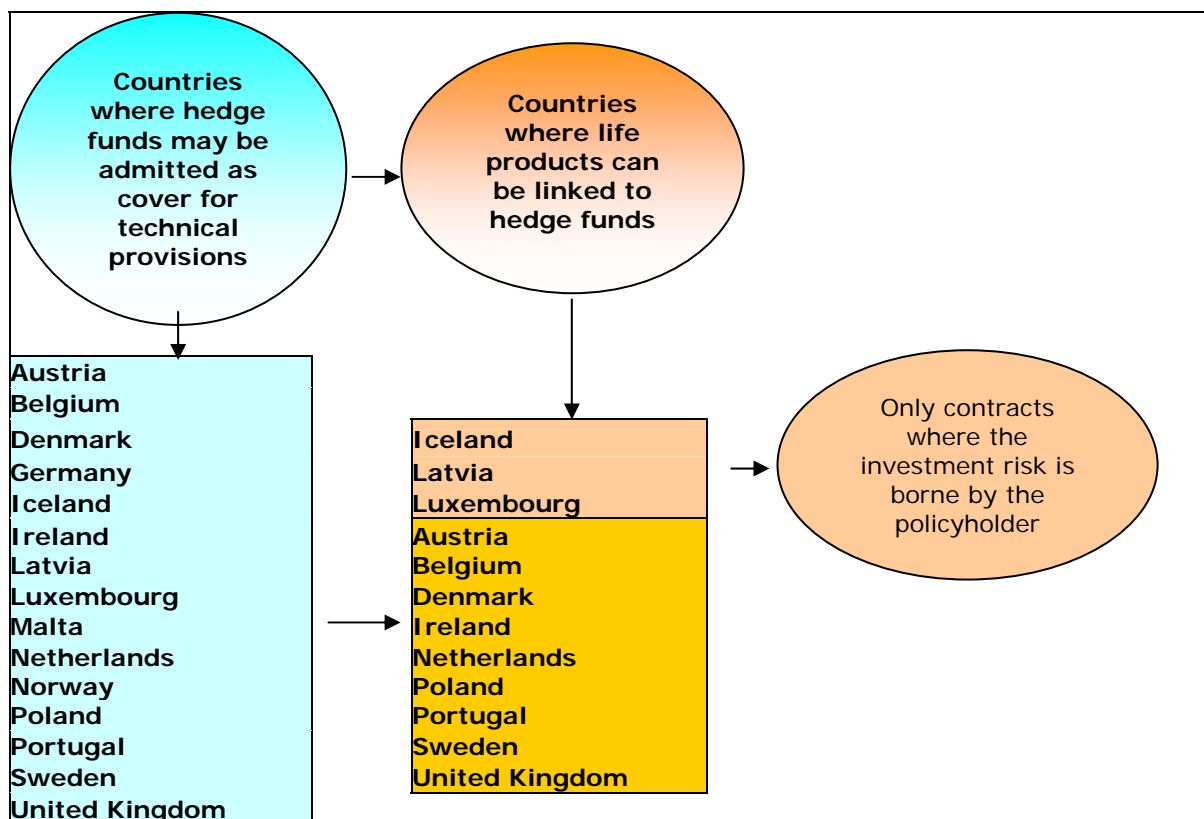 Countries
where hedge
funds may be
admitted as
cover for
technical
provisions
Countries
where life
products can
be linked to
hedge funds
Austria
Belgium
Denmark
Germany
Iceland
Ireland
Latvia
Luxembourg
Malta
Netherlands
Norway
Poland
Portugal
Sweden
United Kingdom
Iceland
Latvia
Luxembourg
Austria
Belgium
Denmark
Ireland
Netherlands
Poland
Portugal
Sweden
United Kingdom
Only contracts
where the
investment risk is
borne by the
policyholder